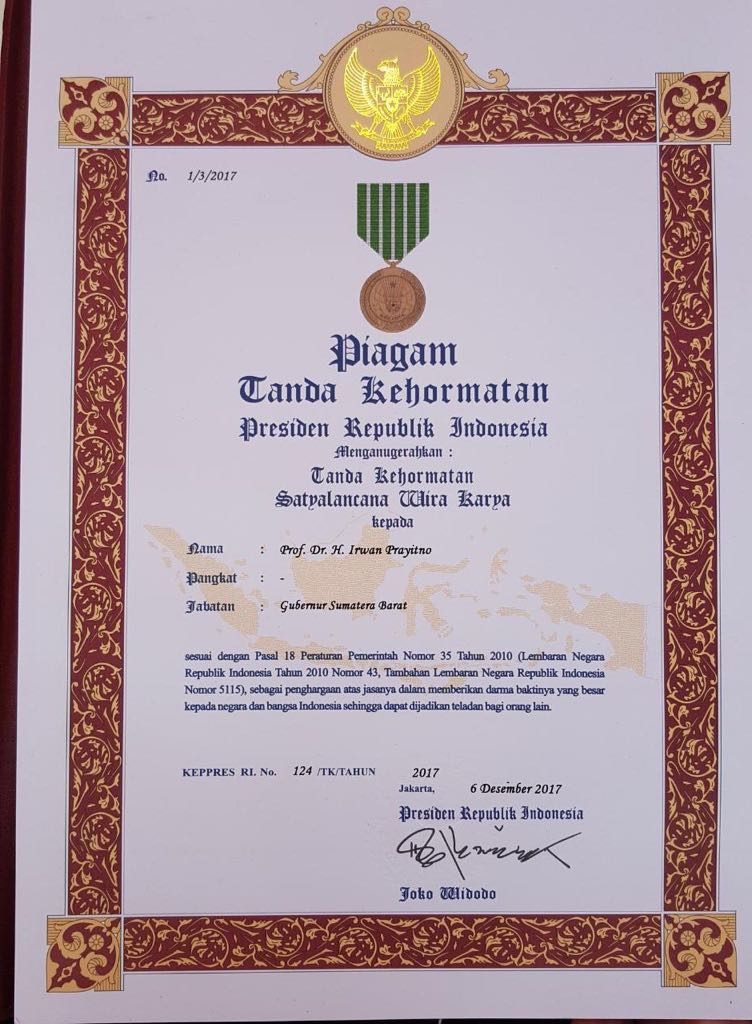 No. 1/3/2017
Piagam
Tanda Kehormatan
Presiden Republik Indonesia
Menganugerahkan :
Tanda Kehormatan
Satyalancana Wira Karya
kepada
Nama : Prof. Dr. H. Irwan Prayitno
Pangkat : -
Jabatan : Gubernur Sumatera Barat
sesuai dengan Pasal 18 Peraturan Pemerintah Nomor 35 Tahun 2010 (Lembaran Negara
Republik Indonesia Tahun 2010 Nomor 43, Tambahan Lembaran Negara Republik Indonesia
Nomor 5115), sebagai penghargaan atas jasanya dalam memberikan darma baktinya yang besar
kepada negara dan bangsa Indonesia sehingga dapat dijadikan teladan bagi orang lain.
KEPPRES RI. No. 124 /TK/TAHUN 2017
Jakarta, 6 Desember 2017
Presiden Republik Indonesia
Joko Widodo